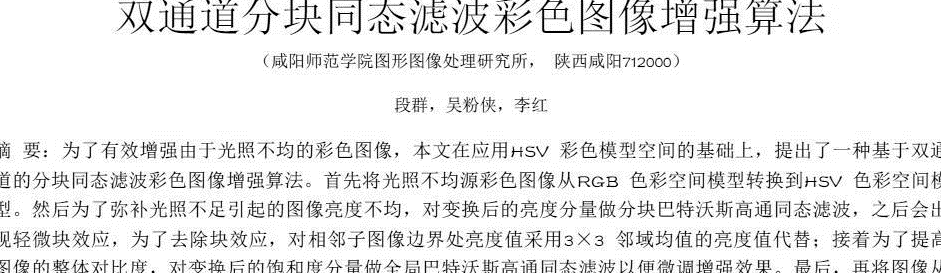 双通道分块同态滤波彩色图像增强算法
（咸阳师范学院图形图像处理研究所， 陕西咸阳712000）
段群，吴粉侠，李红
摘 要：为了有效增强由于光照不均的彩色图像，本文在应用HSV 彩色模型空间的基础上，提出了一种基于双通
道的分块同态滤波彩色图像增强算法。首先将光照不均源彩色图像从RGB 色彩空间模型转换到HSV 色彩空间模
型。然后为了弥补光照不足引起的图像亮度不均，对变换后的亮度分量做分块巴特沃斯高通同态滤波，之后会出
现轻微块效应，为了去除块效应，对相邻子图像边界处亮度值采用3×3 邻域均值的亮度值代替；接着为了提高
图像的整体对比度，对变换后的饱和度分量做全局巴特沃斯高通同态滤波以便微调增强效果。最后，再将图像从